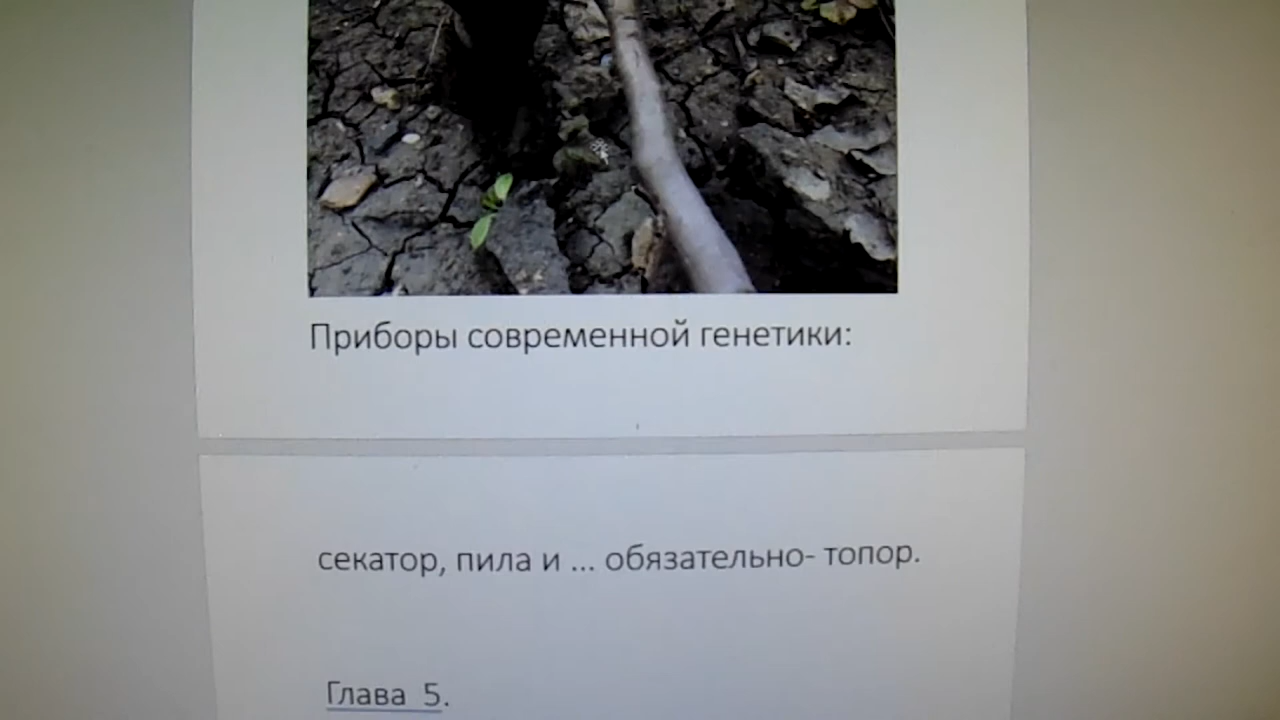 Приборы современной генетики:
секатор, пила и ... обязательно- топор.
Глава 5.